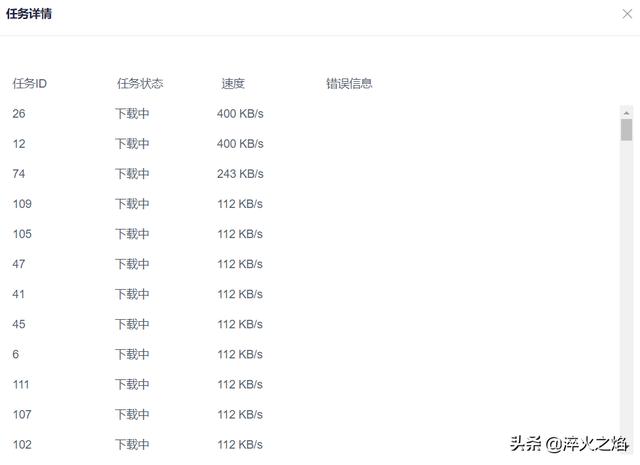 任务详情
任务ID 任务状态 速度 错误信息
26 下载中 400 KB/s
12 下载中 400 KB/s
74 下载中 243 KB/s
109 下载中 112 KB/s
105 下载中 112 KB/s
47 下载中 112 KB/s
41 下载中 112 KB/s
45 下载中 112 KB/s
6 下载中 112 KB/s
111 下载中 112 KB/s
107 下载中 112 KB/s
102 下载中 112 KB/s
头条 @淬火之焰